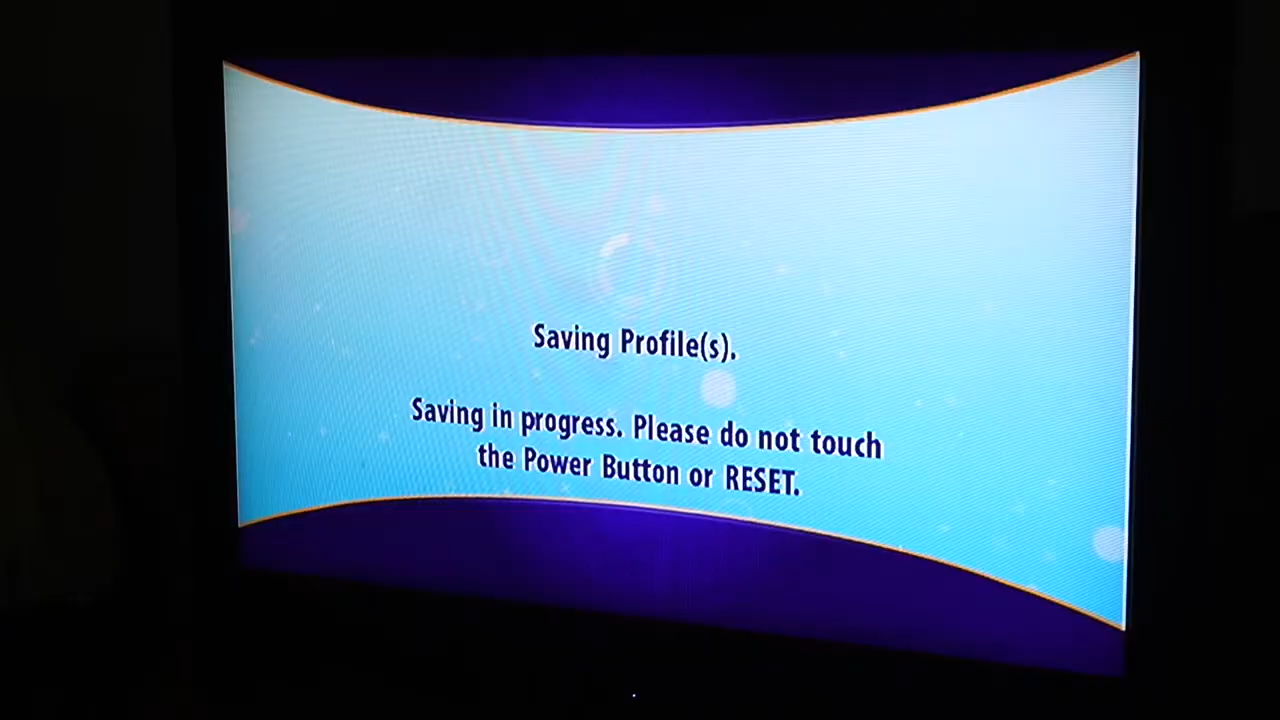 Saving Profile(s).
Saving in progress. Please do not touch
the Power Button or RESET.